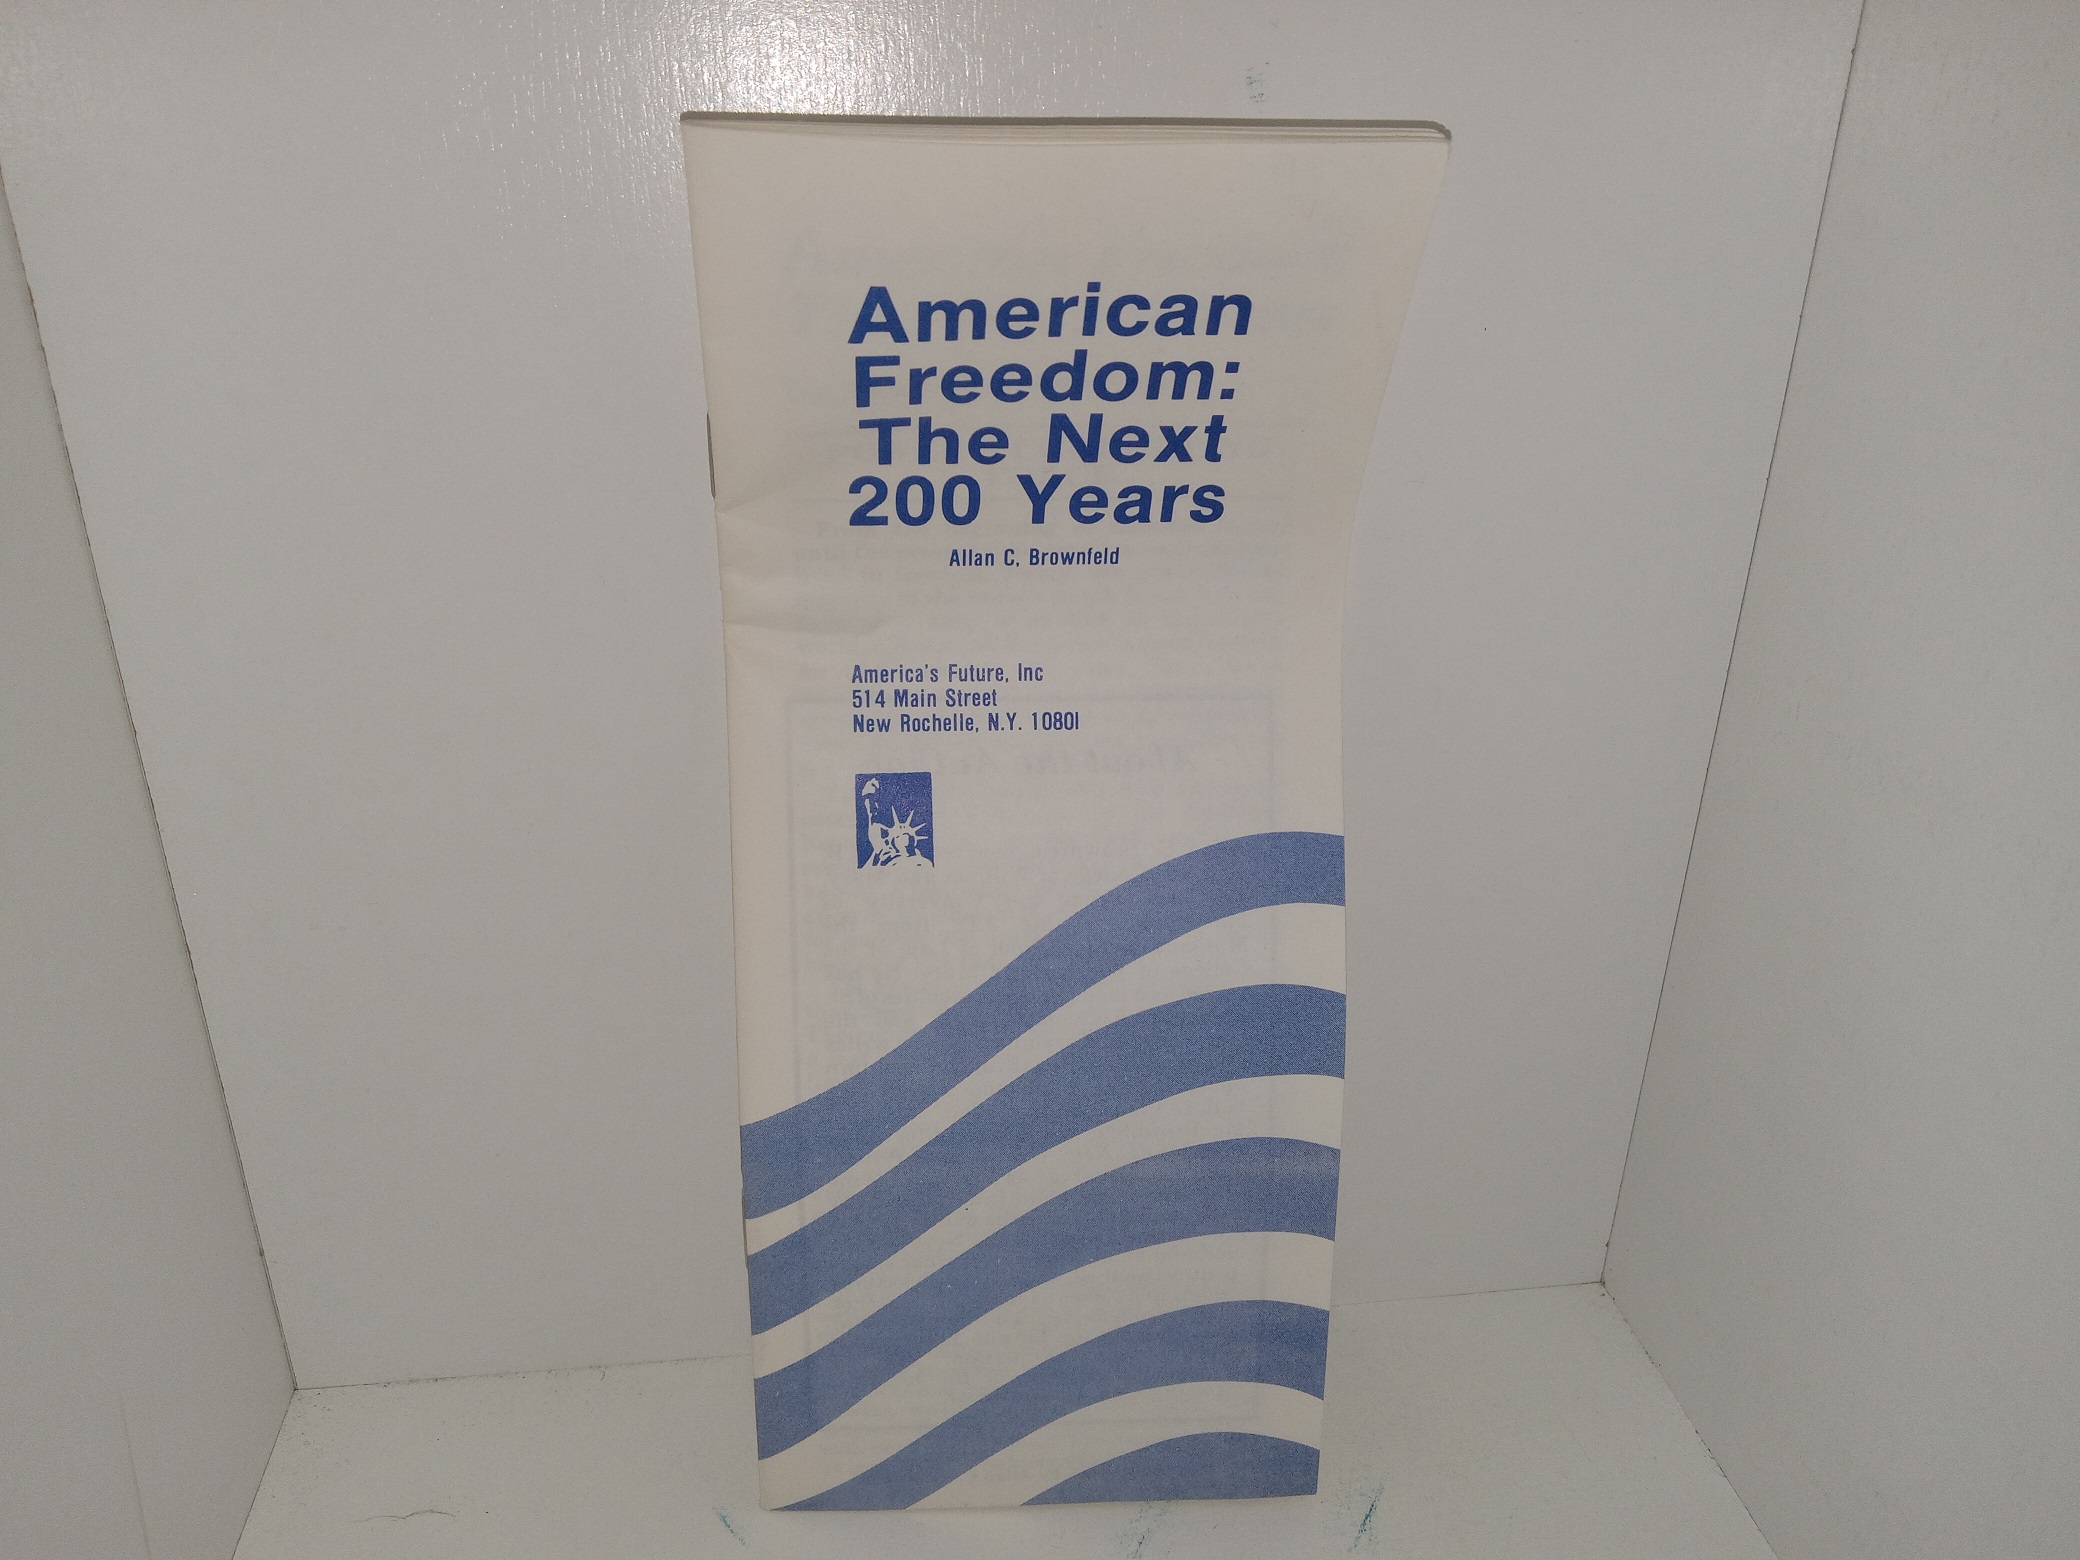 American
Freedom:
The Next
200 Years
Allan C. Brownfeld
America's Future, Inc
514 Main Street
New Rochelle, N.Y. 10801